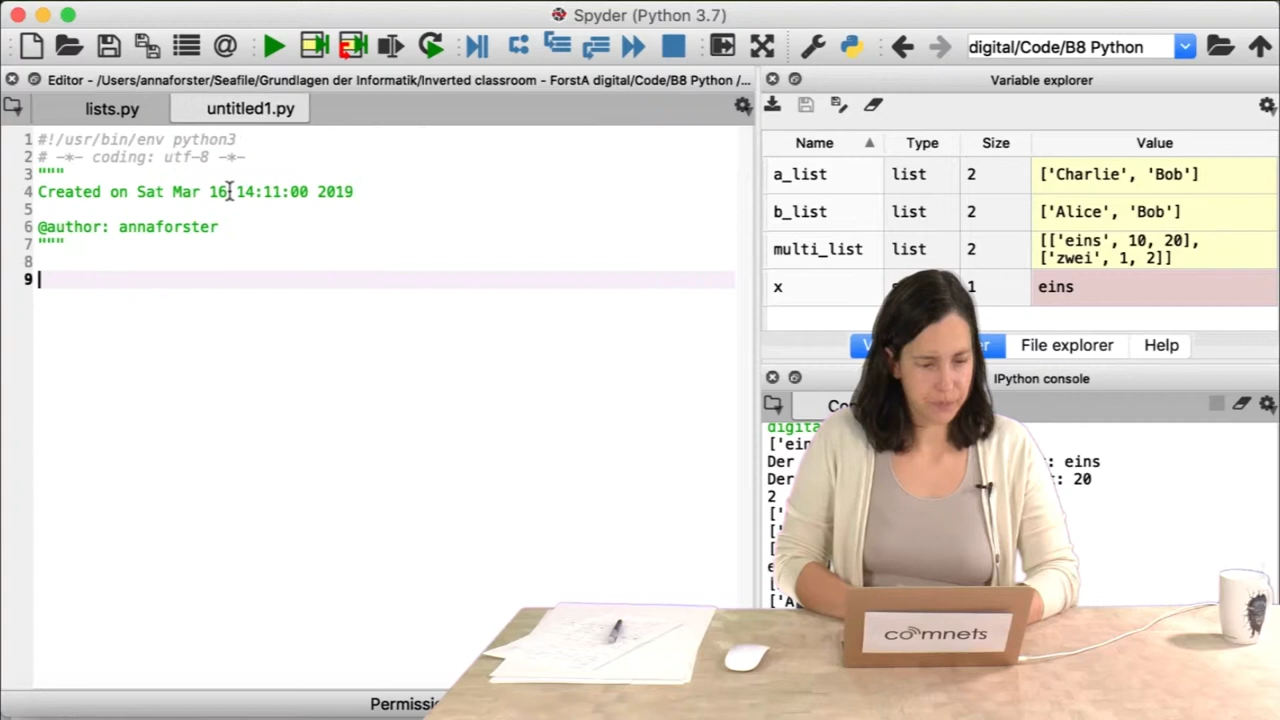 Spyder (Python 3.7)
digital/Code/B8 Python
Editor - /Users/annaforster/Seafile/Grundlagen der Informatik/Inverted classroom - ForstA digital/Code/B8 Python /...
Variable explorer
lists.py
untitled1.py
1 #!/usr/bin/env python3
2 # -*- coding: utf-8 -*-
3 """
4 Created on Sat Mar 16 14:11:00 2019
5
6 @author: annaforster
7 """
8
9
Name Type Size Value
a_list list 2 ['Charlie', 'Bob']
b_list list 2 ['Alice', 'Bob']
multi_list list 2 [['eins', 10, 20],
['zwei', 1, 2]]
x 1 eins
File explorer
Help
IPython console
digita
['ein
Der : eins
Der : 20
2
['
['
[
e
['A
comnets
Permiss